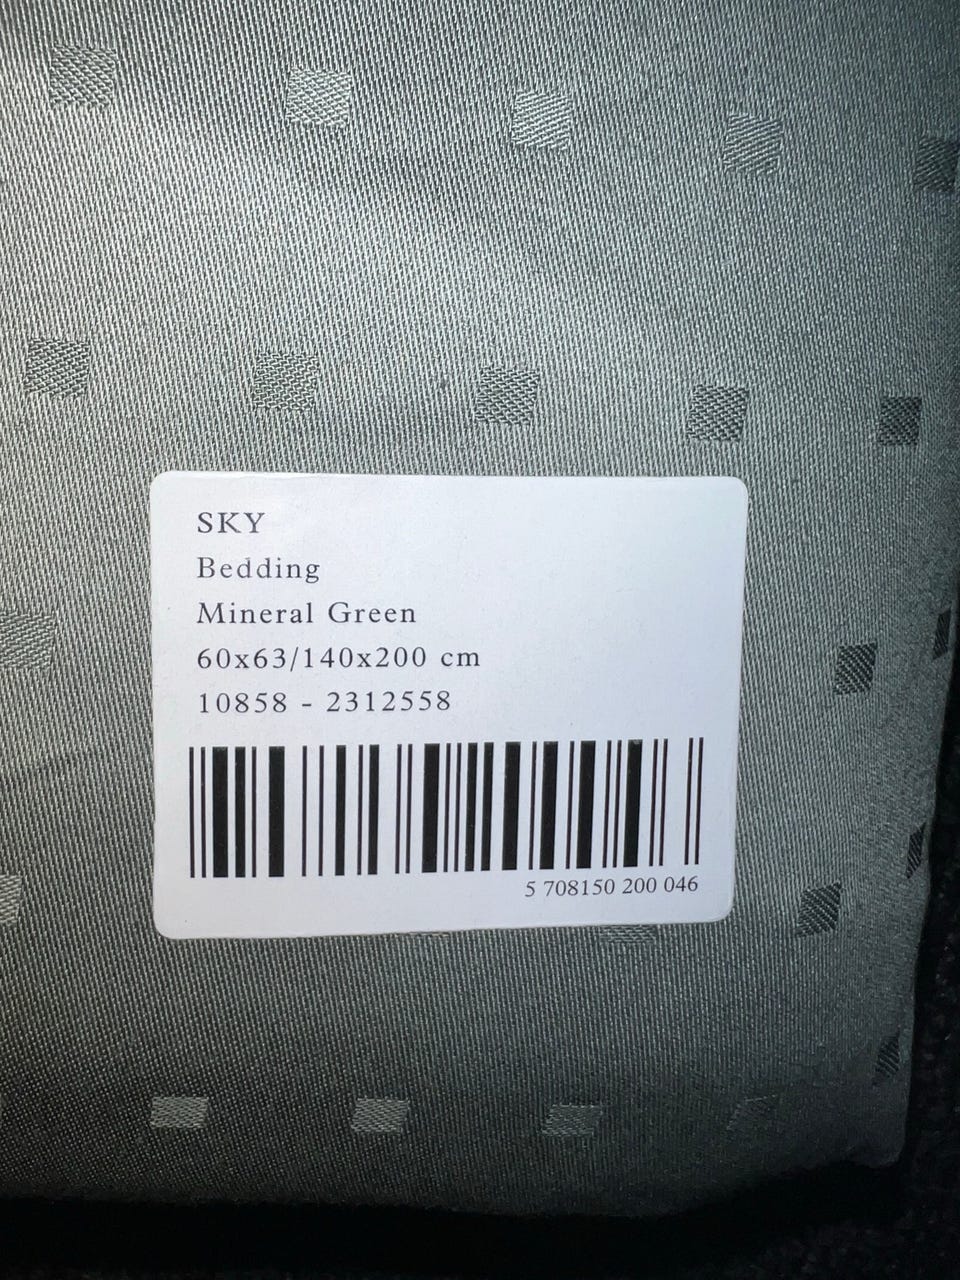 SKY
Bedding
Mineral Green
60x63/140x200 cm
10858 - 2312558
5 708150 200 046